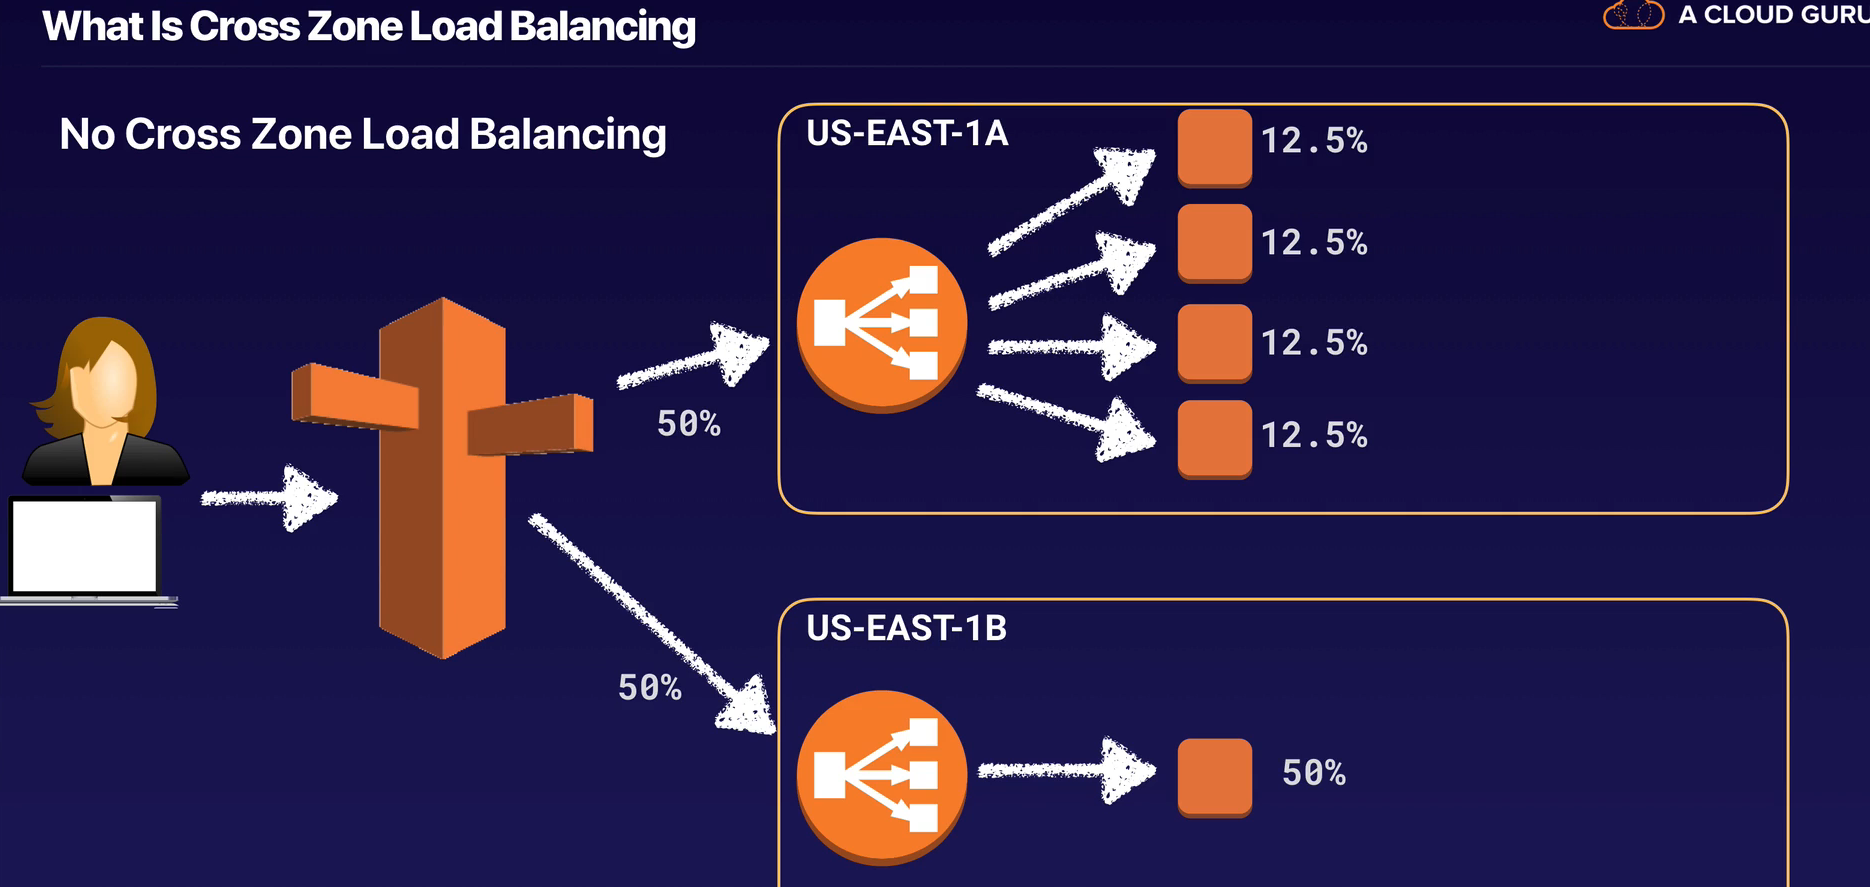 What Is Cross Zone Load Balancing
A CLOUD GURU
No Cross Zone Load Balancing
US-EAST-1A
12.5%
12.5%
12.5%
12.5%
50%
50%
US-EAST-1B
50%